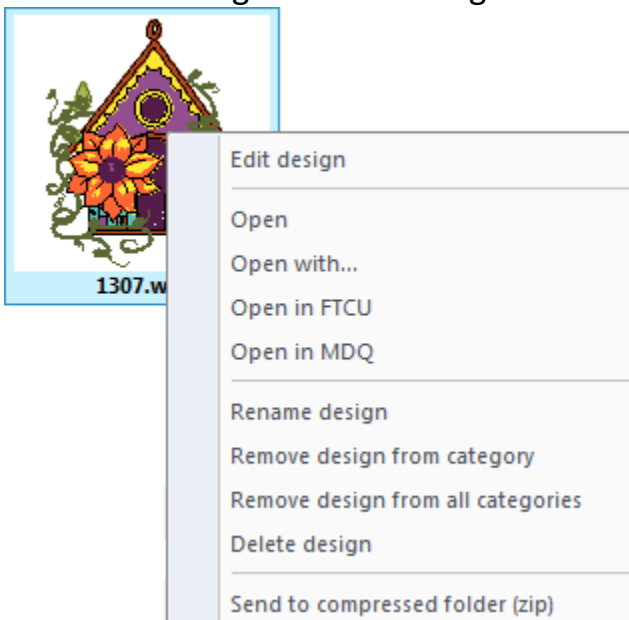 1307.w
Edit design
Open
Open with...
Open in FTCU
Open in MDQ
Rename design
Remove design from category
Remove design from all categories
Delete design
Send to compressed folder (zip)